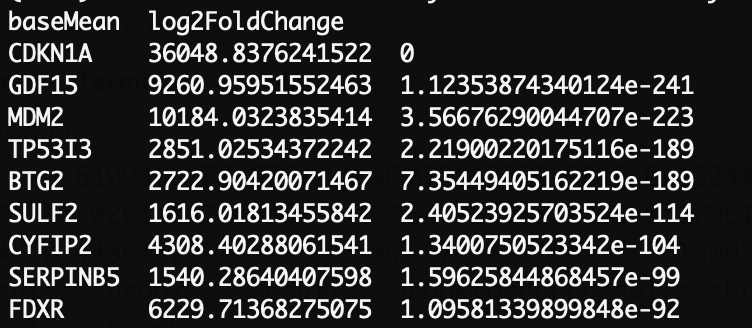 baseMean log2FoldChange
CDKN1A 36048.8376241522 0
GDF15 9260.95951552463 1.12353874340124e-241
MDM2 10184.0323835414 3.56676290044707e-223
TP53I3 2851.02534372242 2.21900220175116e-189
BTG2 2722.90420071467 7.35449405162219e-189
SULF2 1616.01813455842 2.40523925703524e-114
CYFIP2 4308.40288061541 1.3400750523342e-104
SERPINB5 1540.28640407598 1.59625844868457e-99
FDXR 6229.71368275075 1.09581339899848e-92